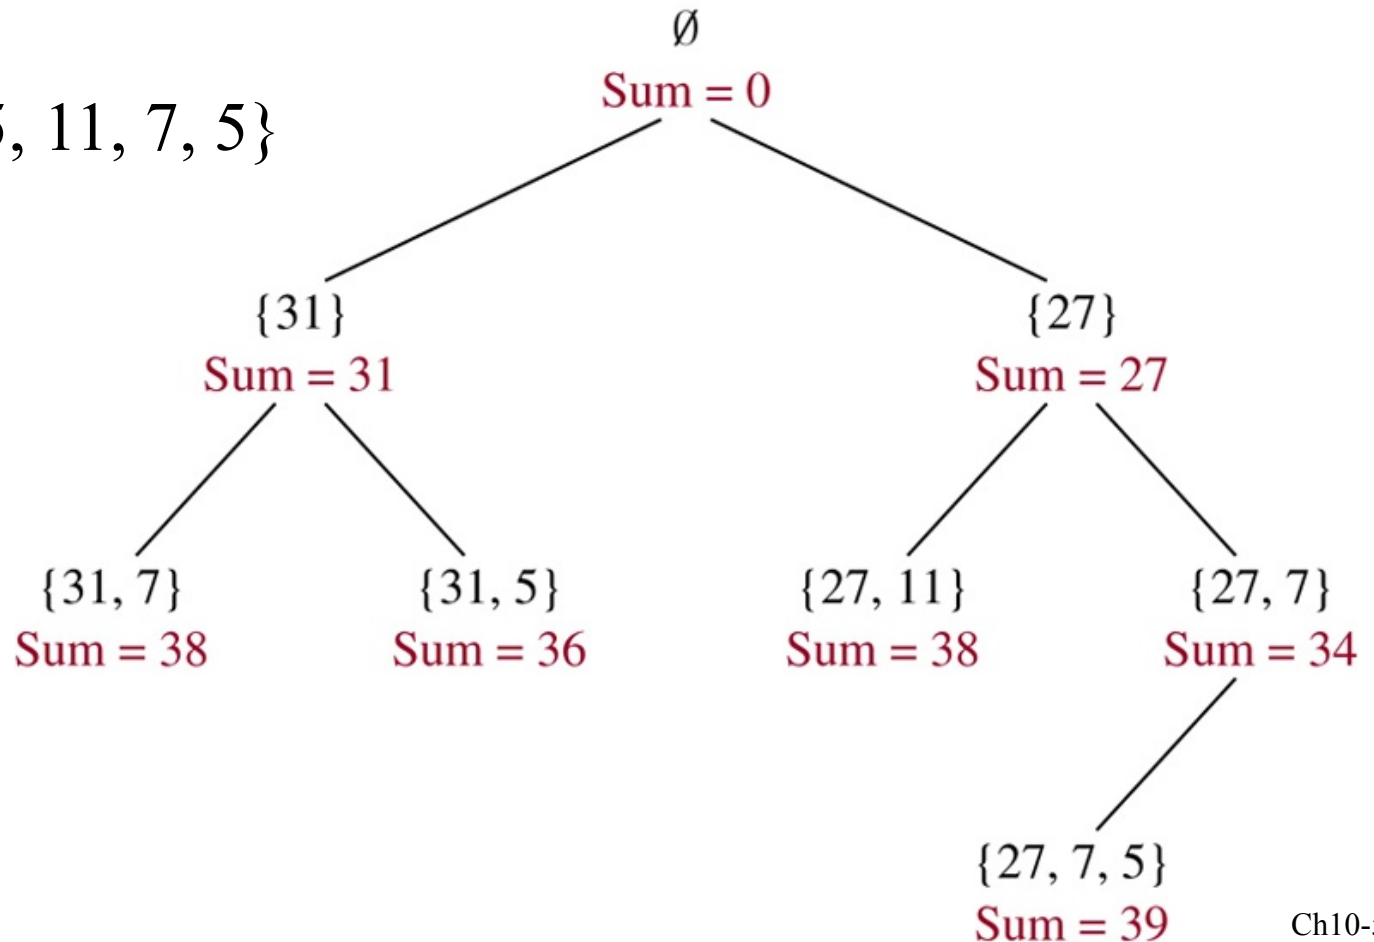 ∅
Sum = 0
, 11, 7, 5}
{31}
{27}
Sum = 31
Sum = 27
{31, 7}
{31, 5}
{27, 11}
{27, 7}
Sum = 38
Sum = 36
Sum = 38
Sum = 34
{27, 7, 5}
Sum = 39